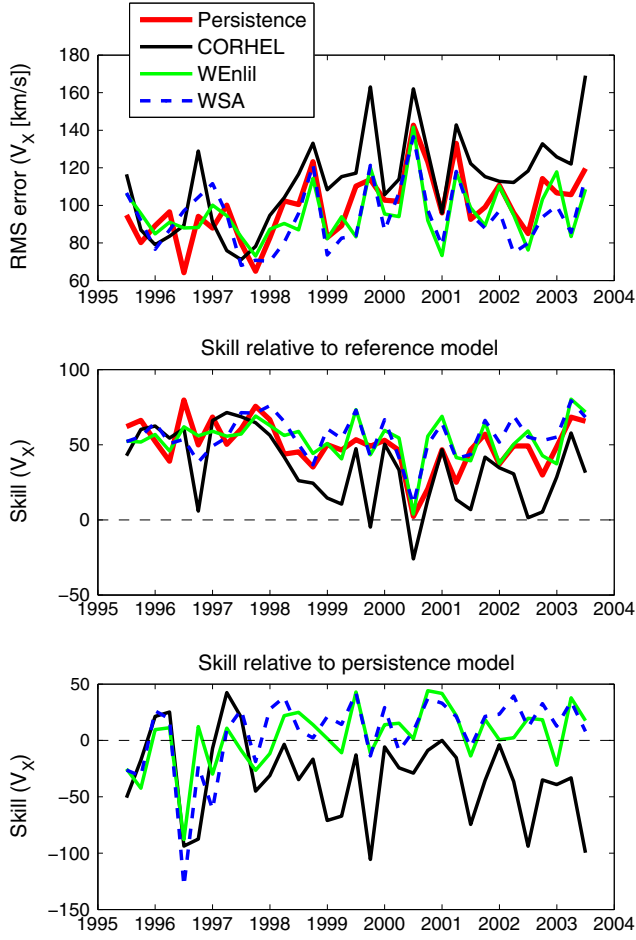 Persistence
CORHEL
WEnlil
WSA
RMS error (V_X [km/s])
180
160
140
120
100
80
60
1995 1996 1997 1998 1999 2000 2001 2002 2003 2004
Skill relative to reference model
Skill (V_X)
100
50
0
−50
1995 1996 1997 1998 1999 2000 2001 2002 2003 2004
Skill relative to persistence model
Skill (V_X)
50
0
−50
−100
−150
1995 1996 1997 1998 1999 2000 2001 2002 2003 2004